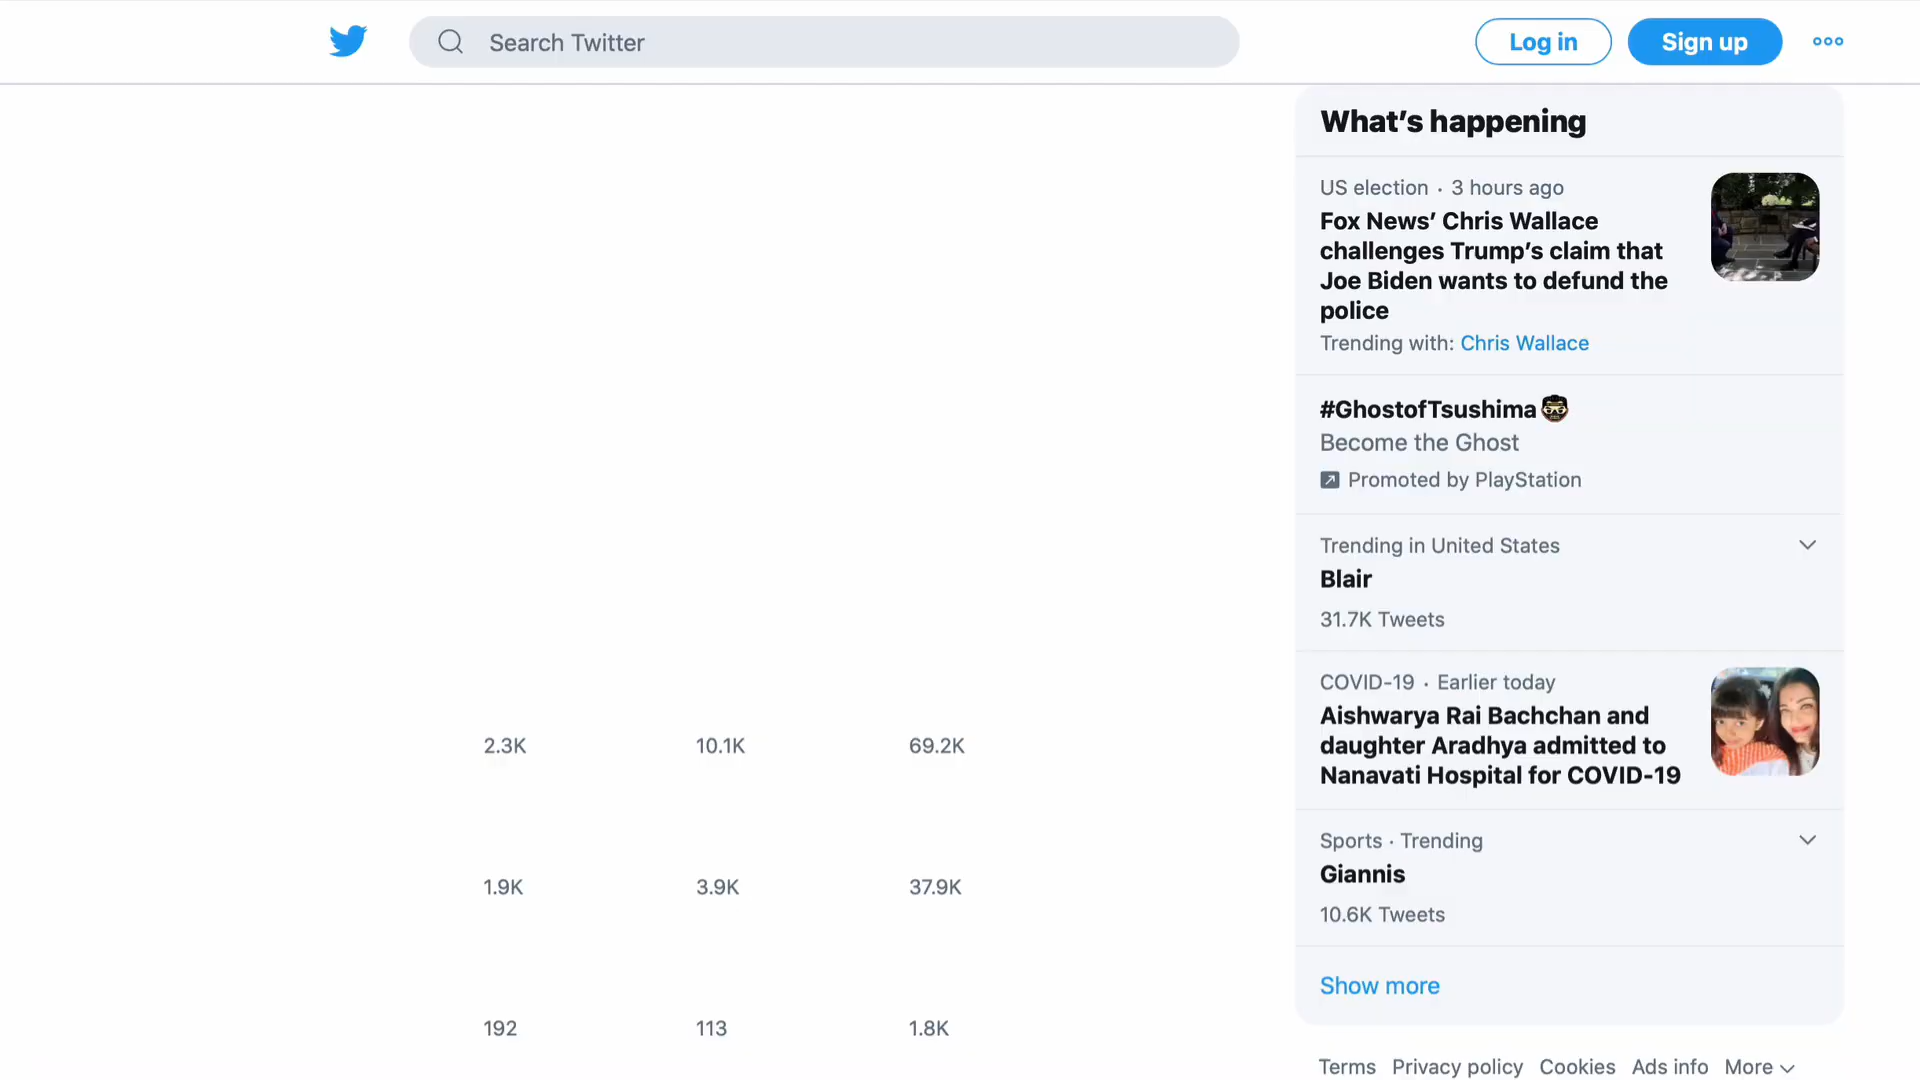 Search Twitter
Log in
Sign up
What's happening
US election · 3 hours ago
Fox News' Chris Wallace
challenges Trump's claim that
Joe Biden wants to defund the
police
Trending with: Chris Wallace
#GhostofTsushima
Become the Ghost
Promoted by PlayStation
Trending in United States
Blair
31.7K Tweets
COVID-19 · Earlier today
Aishwarya Rai Bachchan and
daughter Aradhya admitted to
Nanavati Hospital for COVID-19
Sports · Trending
Giannis
10.6K Tweets
Show more
Terms Privacy policy Cookies Ads info More
2.3K 10.1K 69.2K
1.9K 3.9K 37.9K
192 113 1.8K